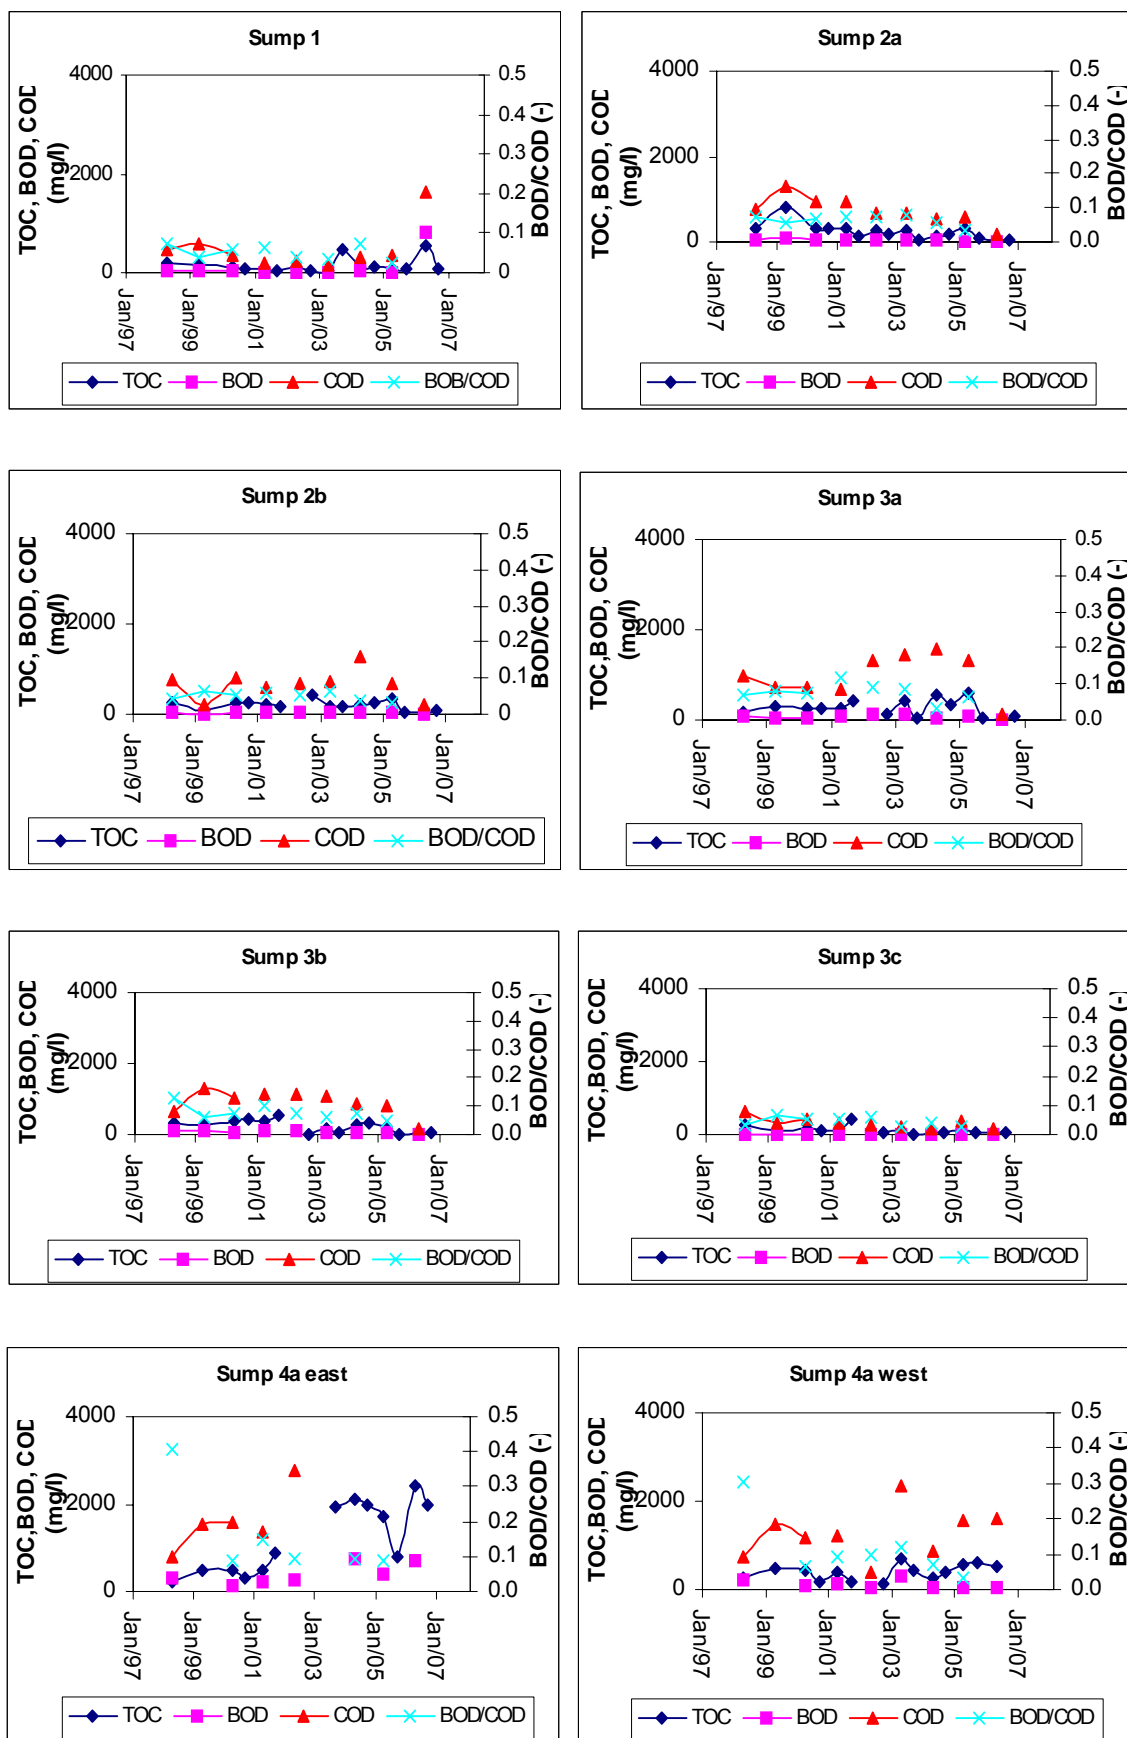 Sump 1
TOC, BOD, COD
(mg/l)
4000
2000
0
0.5
0.4
0.3
0.2
0.1
0
BOD/COD (-)
Jan/97
Jan/99
Jan/01
Jan/03
Jan/05
Jan/07
TOC BOD COD BOB/COD
Sump 2a
TOC, BOD, COD
(mg/l)
4000
2000
0
0.5
0.4
0.3
0.2
0.1
0.0
BOD/COD (-)
Jan/97
Jan/99
Jan/01
Jan/03
Jan/05
Jan/07
TOC BOD COD BOD/COD
Sump 2b
TOC, BOD, COD
(mg/l)
4000
2000
0
0.5
0.4
0.3
0.2
0.1
0
BOD/COD (-)
Jan/97
Jan/99
Jan/01
Jan/03
Jan/05
Jan/07
TOC BOD COD BOD/COD
Sump 3a
TOC,BOD, COD
(mg/l)
4000
2000
0
0.5
0.4
0.3
0.2
0.1
0.0
BOD/COD (-)
Jan/97
Jan/99
Jan/01
Jan/03
Jan/05
Jan/07
TOC BOD COD BOD/COD
Sump 3b
TOC,BOD, COD
(mg/l)
4000
2000
0
0.5
0.4
0.3
0.2
0.1
0.0
BOD/COD (-)
Jan/97
Jan/99
Jan/01
Jan/03
Jan/05
Jan/07
TOC BOD COD BOD/COD
Sump 3c
TOC,BOD, COD
(mg/l)
4000
2000
0
0.5
0.4
0.3
0.2
0.1
0.0
BOD/COD (-)
Jan/97
Jan/99
Jan/01
Jan/03
Jan/05
Jan/07
TOC BOD COD BOD/COD
Sump 4a east
TOC,BOD, COD
(mg/l)
4000
2000
0
0.5
0.4
0.3
0.2
0.1
0.0
BOD/COD (-)
Jan/97
Jan/99
Jan/01
Jan/03
Jan/05
Jan/07
TOC BOD COD BOD/COD
Sump 4a west
TOC,BOD, COD
(mg/l)
4000
2000
0
0.5
0.4
0.3
0.2
0.1
0.0
BOD/COD (-)
Jan/97
Jan/99
Jan/01
Jan/03
Jan/05
Jan/07
TOC BOD COD BOD/COD